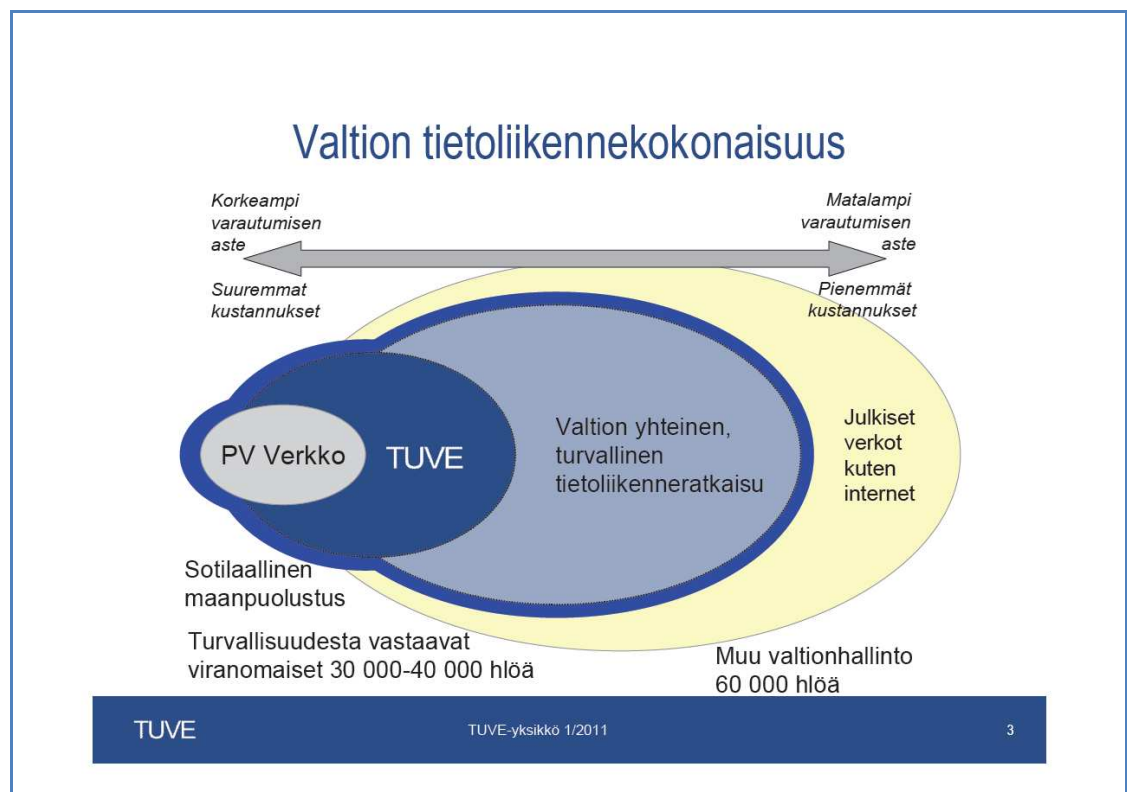 Valtion tietoliikennekokonaisuus
Korkeampi
varautumisen
aste
Matalampi
varautumisen
aste
Suuremmat
kustannukset
Pienemmät
kustannukset
PV Verkko
TUVE
Valtion yhteinen,
turvallinen
tietoliikenneratkaisu
Julkiset
verkot
kuten
internet
Sotilaallinen
maanpuolustus
Turvallisuudesta vastaavat
viranomaiset 30 000-40 000 hlöä
Muu valtionhallinto
60 000 hlöä
TUVE
TUVE-yksikkö 1/2011
3